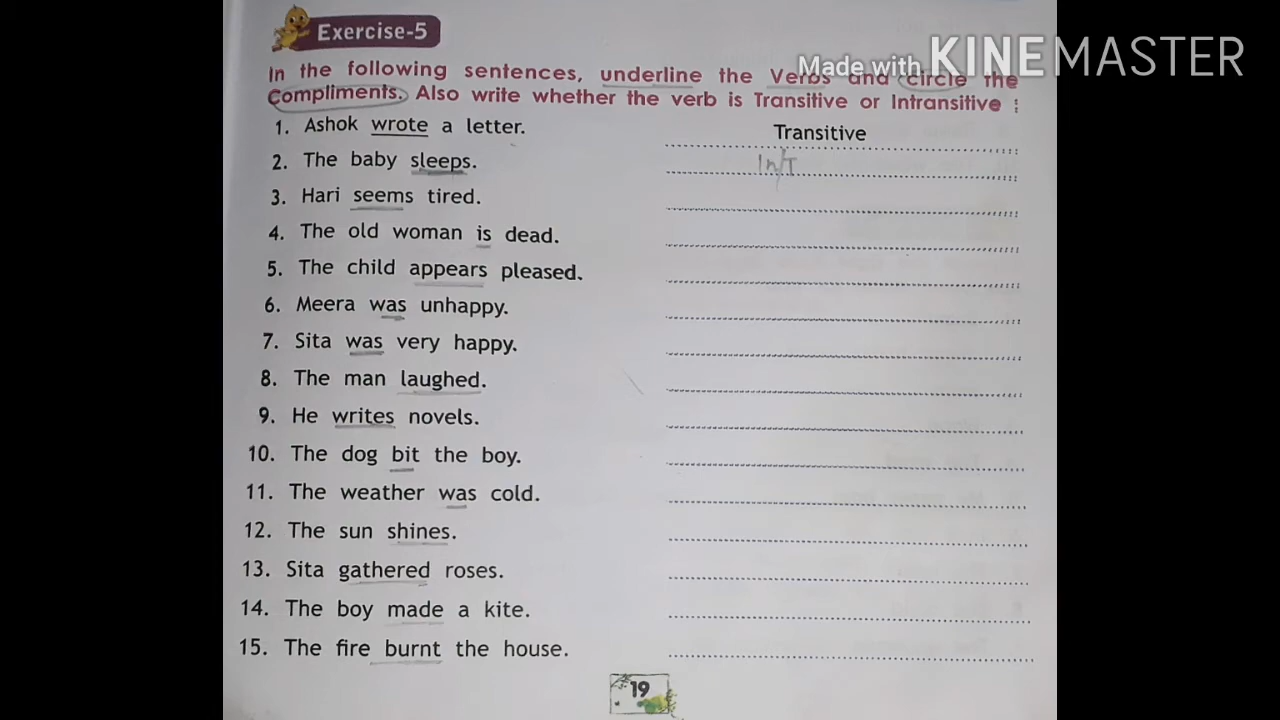 Made with KINEMASTER
Exercise-5
In the following sentences, underline the Verbs and circle the
Compliments. Also write whether the verb is Transitive or Intransitive :
1. Ashok wrote a letter. Transitive
2. The baby sleeps. In/T
3. Hari seems tired.
4. The old woman is dead.
5. The child appears pleased.
6. Meera was unhappy.
7. Sita was very happy.
8. The man laughed.
9. He writes novels.
10. The dog bit the boy.
11. The weather was cold.
12. The sun shines.
13. Sita gathered roses.
14. The boy made a kite.
15. The fire burnt the house.
19